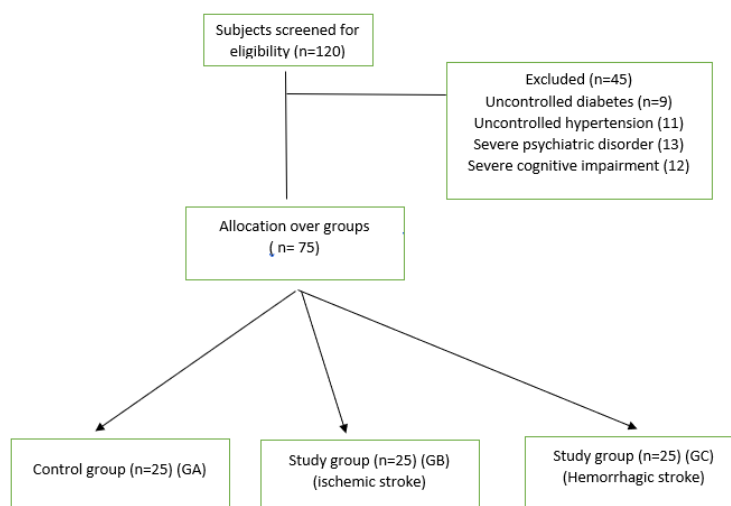 Subjects screened for
eligibility (n=120)
Excluded (n=45)
Uncontrolled diabetes (n=9)
Uncontrolled hypertension (11)
Severe psychiatric disorder (13)
Severe cognitive impairment (12)
Allocation over groups
( n= 75)
Control group (n=25) (GA)
Study group (n=25) (GB)
(ischemic stroke)
Study group (n=25) (GC)
(Hemorrhagic stroke)